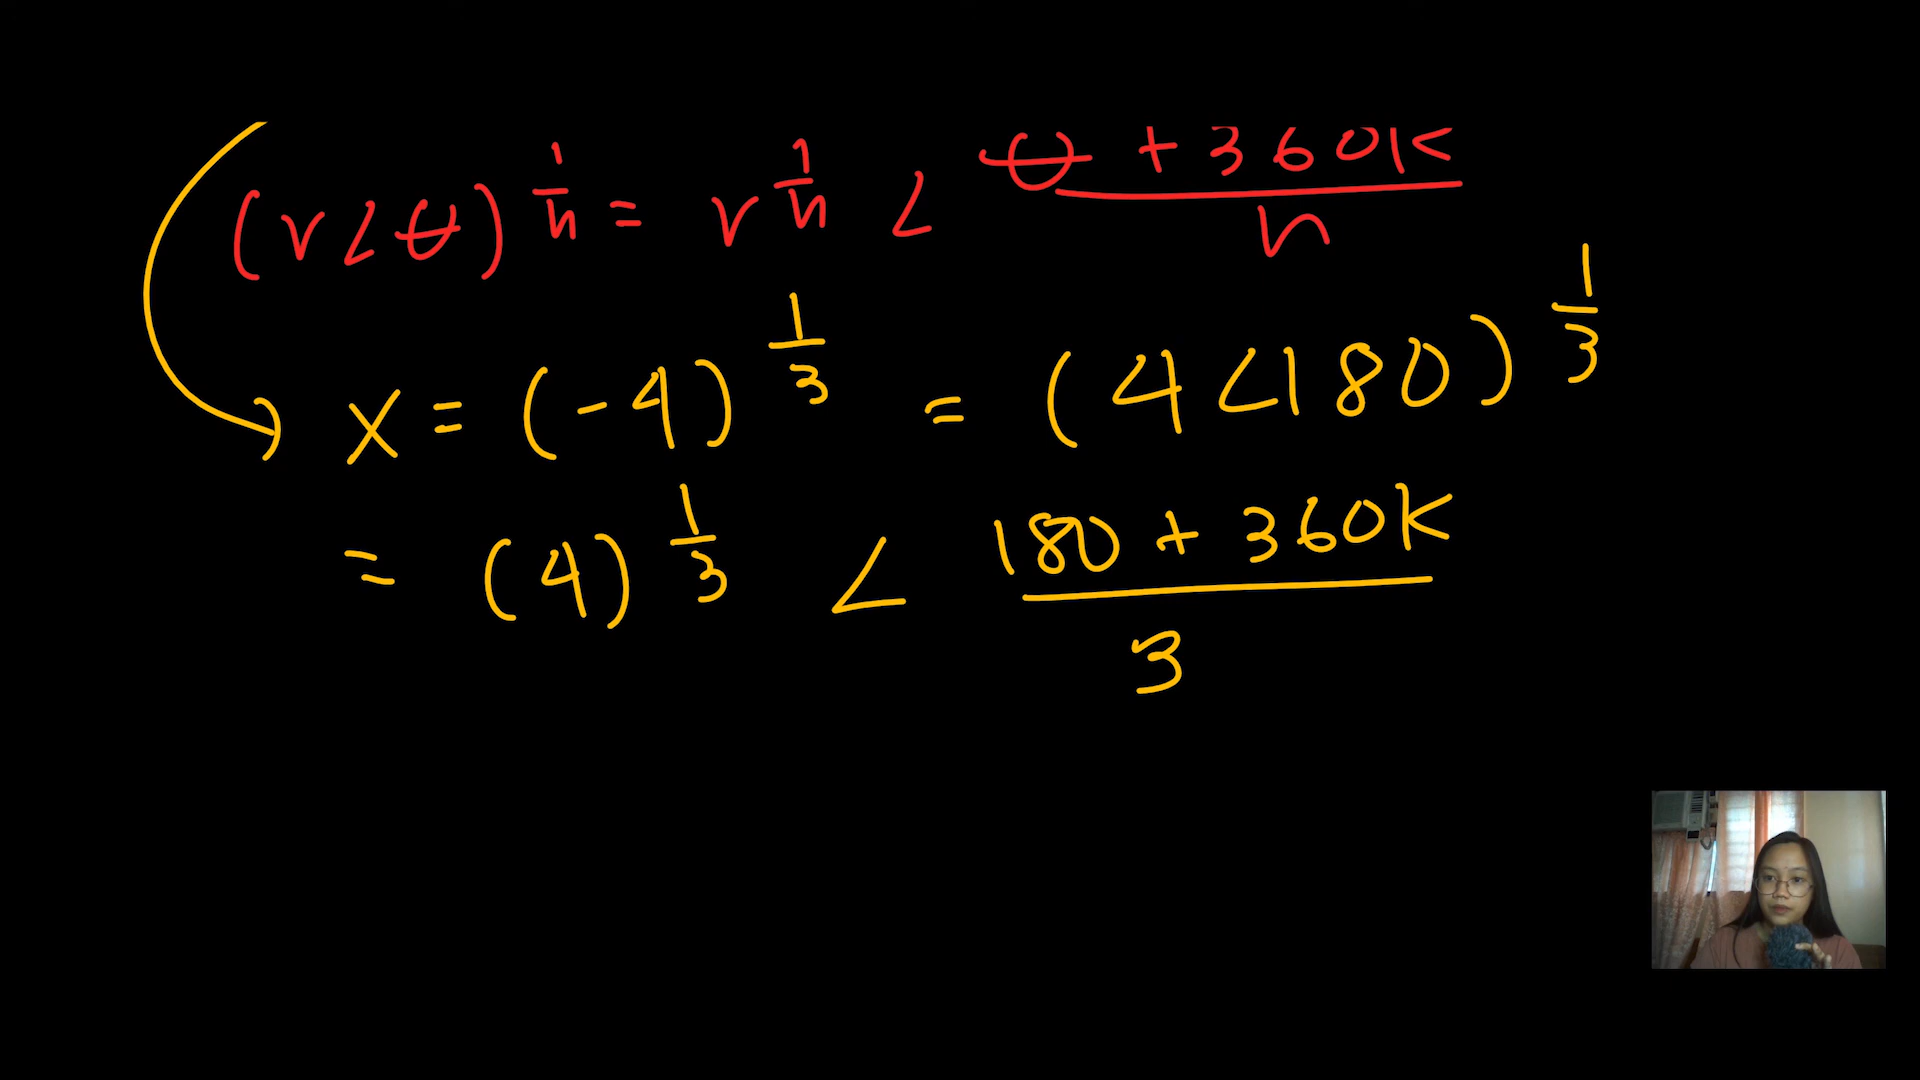 (r∠θ)^(1/n) = r^(1/n) ∠ (θ + 360k)/n
x = (-4)^(1/3) = (4∠180)^(1/3)
= (4)^(1/3) ∠ (180 + 360k)/3